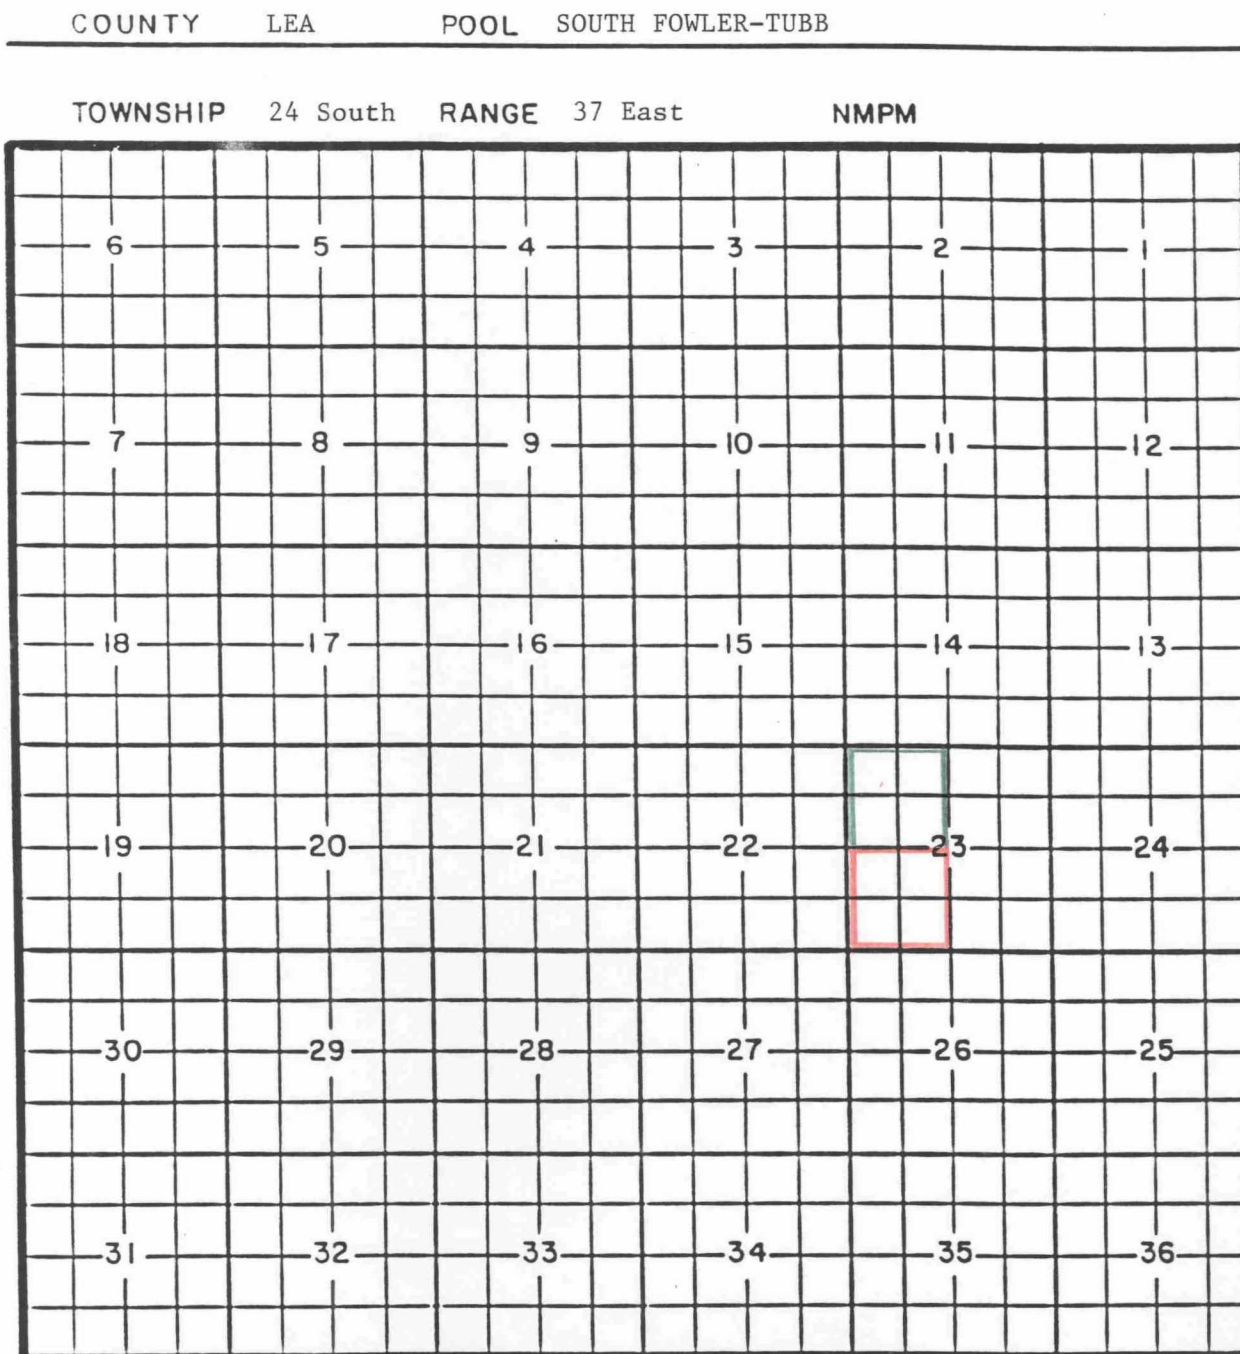 COUNTY LEA POOL SOUTH FOWLER-TUBB
TOWNSHIP 24 South RANGE 37 East NMPM
6 5 4 3 2 1
7 8 9 10 11 12
18 17 16 15 14 13
19 20 21 22 23 24
30 29 28 27 26 25
31 32 33 34 35 36